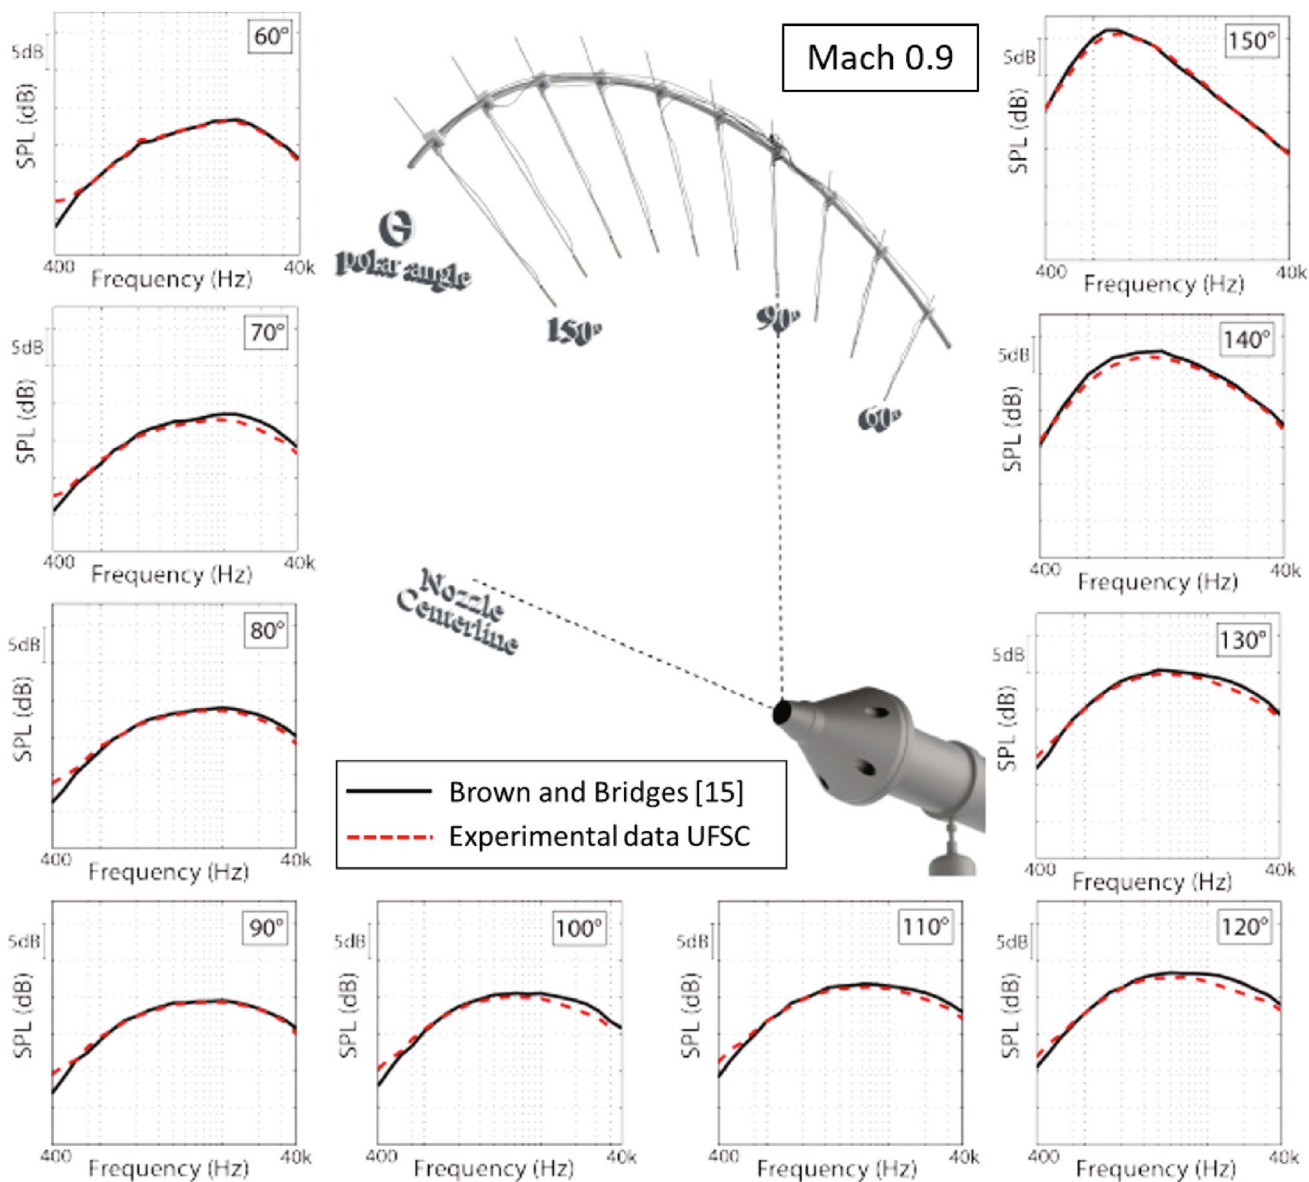 60°
5dB
SPL (dB)
400
40k
Frequency (Hz)
Mach 0.9
150°
5dB
SPL (dB)
400
40k
Frequency (Hz)
ϴ
polar angle
150°
90°
60°
70°
5dB
SPL (dB)
400
40k
Frequency (Hz)
140°
5dB
SPL (dB)
400
40k
Frequency (Hz)
Nozzle
Centerline
80°
5dB
SPL (dB)
400
40k
Frequency (Hz)
130°
5dB
SPL (dB)
400
40k
Frequency (Hz)
Brown and Bridges [15]
Experimental data UFSC
90°
5dB
SPL (dB)
400
40k
Frequency (Hz)
100°
5dB
SPL (dB)
400
40k
Frequency (Hz)
110°
5dB
SPL (dB)
400
40k
Frequency (Hz)
120°
5dB
SPL (dB)
400
40k
Frequency (Hz)